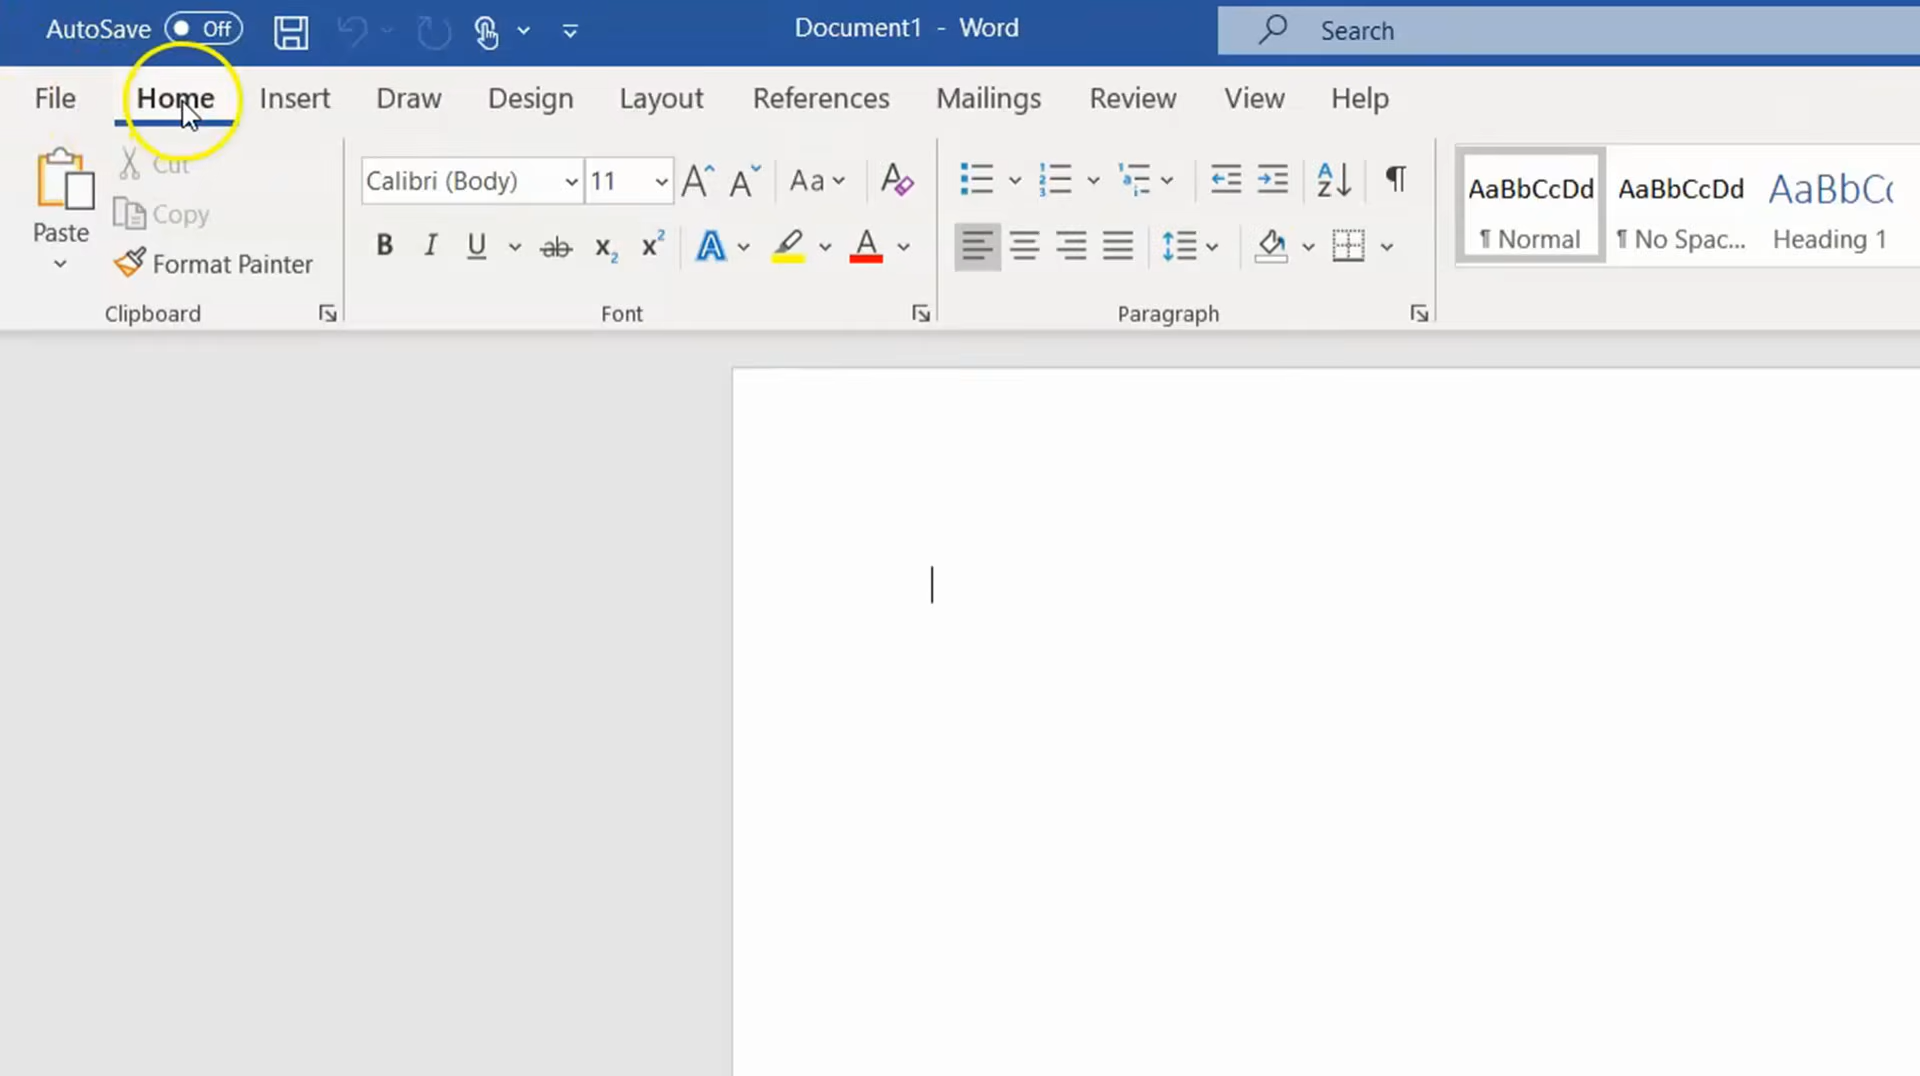 AutoSave Off Document1 - Word Search
File Home Insert Draw Design Layout References Mailings Review View Help
Paste
Cut
Copy
Format Painter
Clipboard
Calibri (Body) 11
Font
Paragraph
AaBbCcDd AaBbCcDd AaBbCc
¶ Normal ¶ No Spac... Heading 1